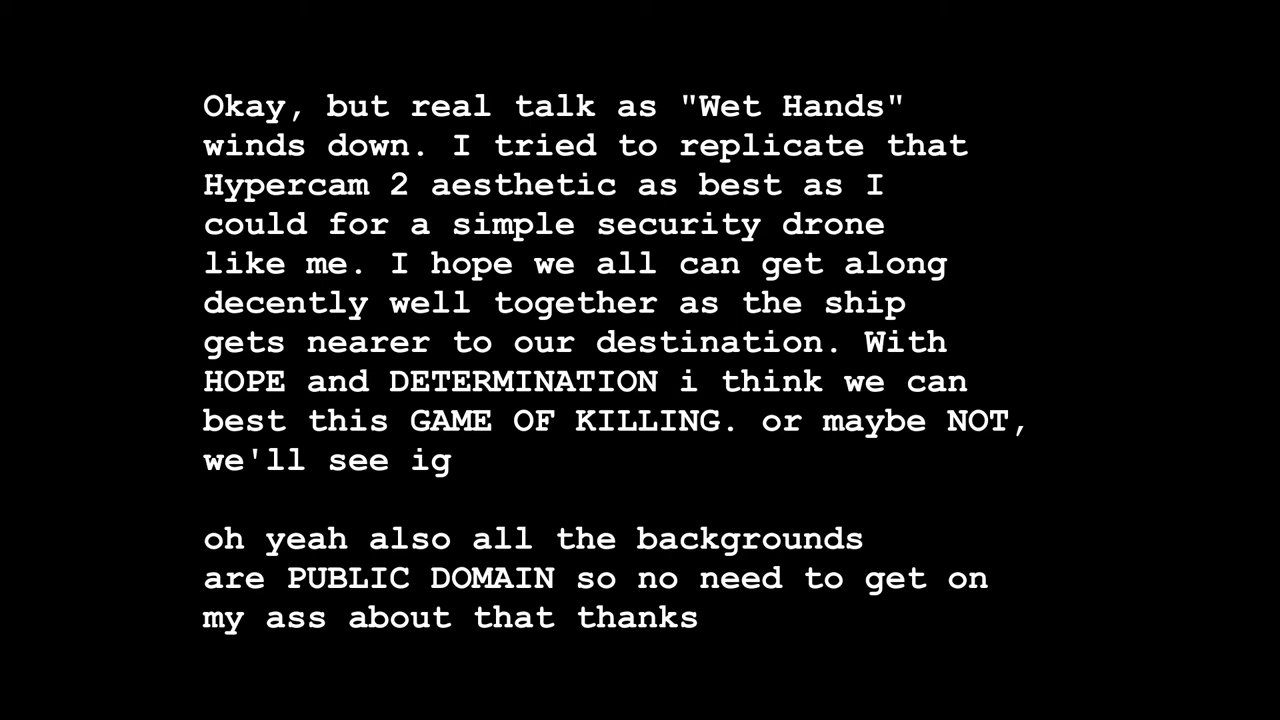 Okay, but real talk as "Wet Hands"
winds down. I tried to replicate that
Hypercam 2 aesthetic as best as I
could for a simple security drone
like me. I hope we all can get along
decently well together as the ship
gets nearer to our destination. With
HOPE and DETERMINATION i think we can
best this GAME OF KILLING. or maybe NOT,
we'll see ig

oh yeah also all the backgrounds
are PUBLIC DOMAIN so no need to get on
my ass about that thanks